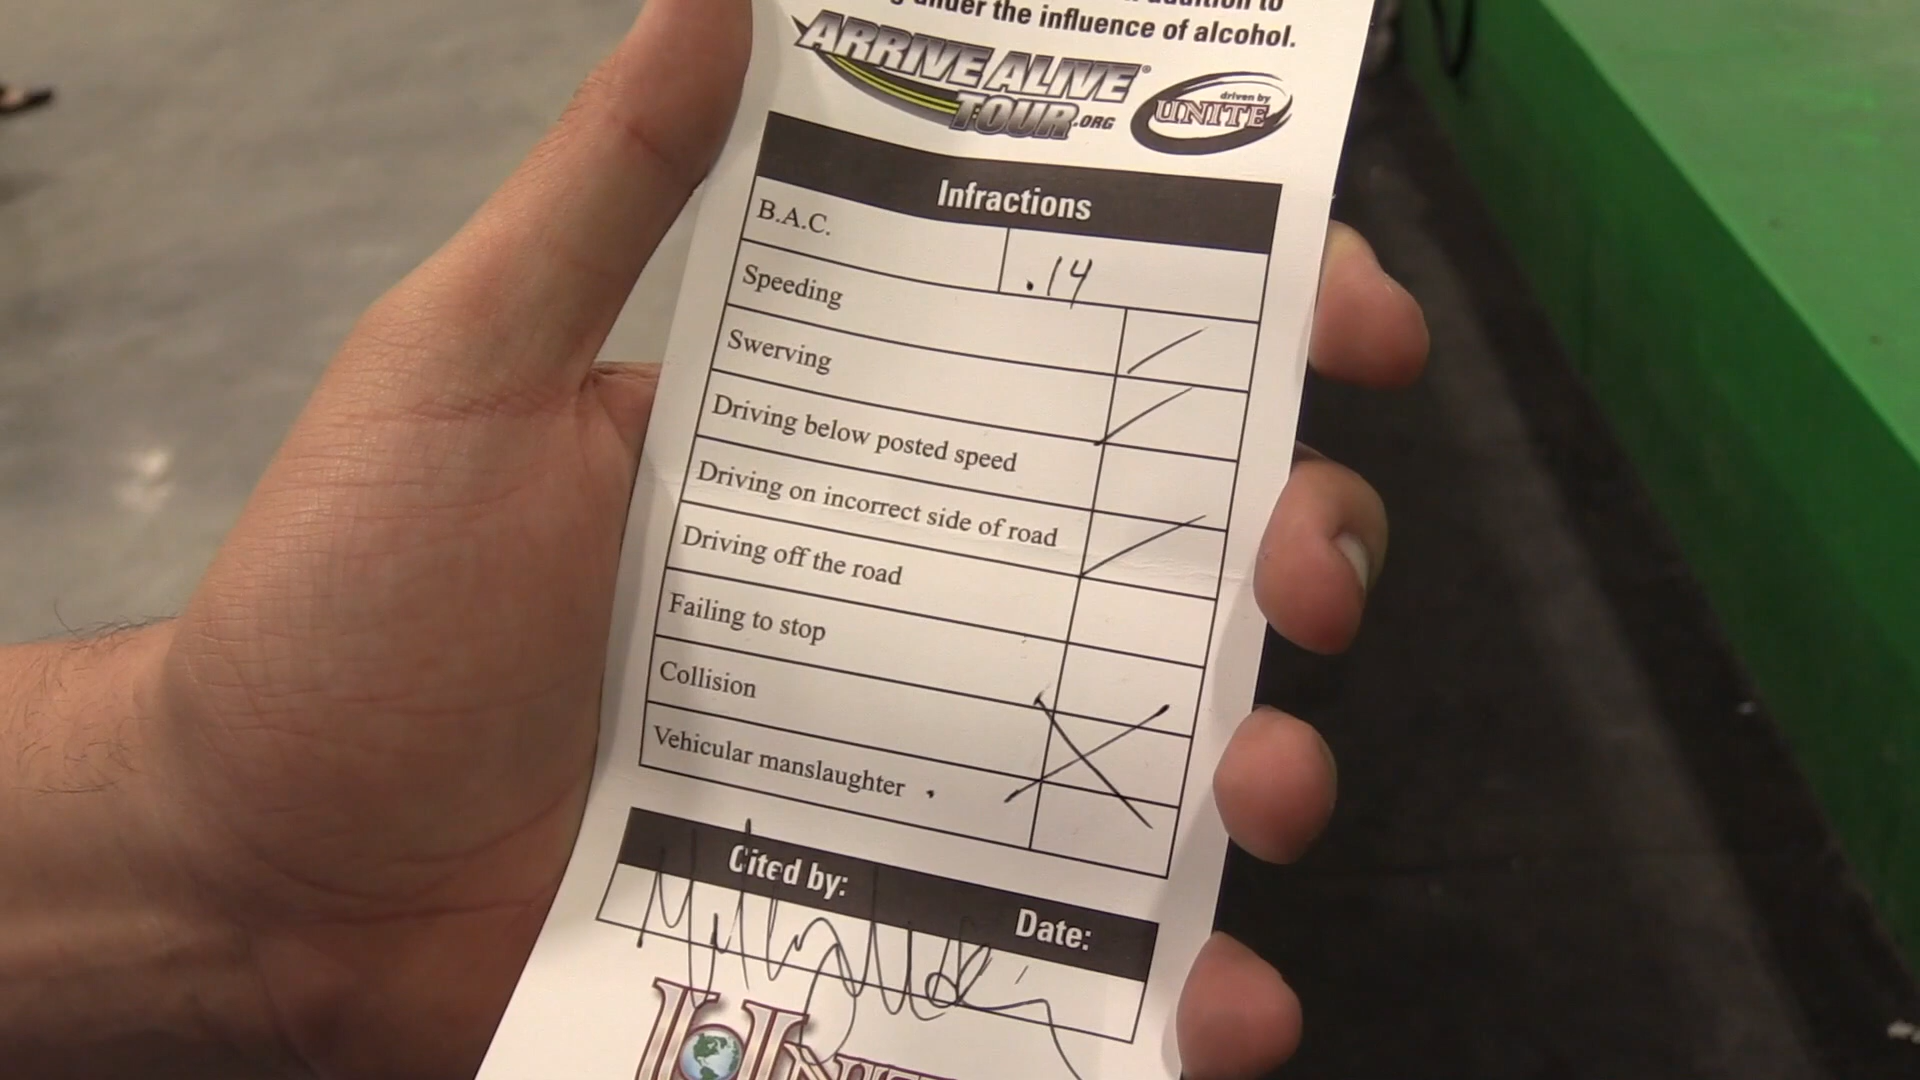 under the influence of alcohol.
ARRIVE ALIVE
TOUR.ORG
driven by
UNITE
Infractions
B.A.C. .14
Speeding
Swerving
Driving below posted speed
Driving on incorrect side of road
Driving off the road
Failing to stop
Collision
Vehicular manslaughter
Cited by: Date: